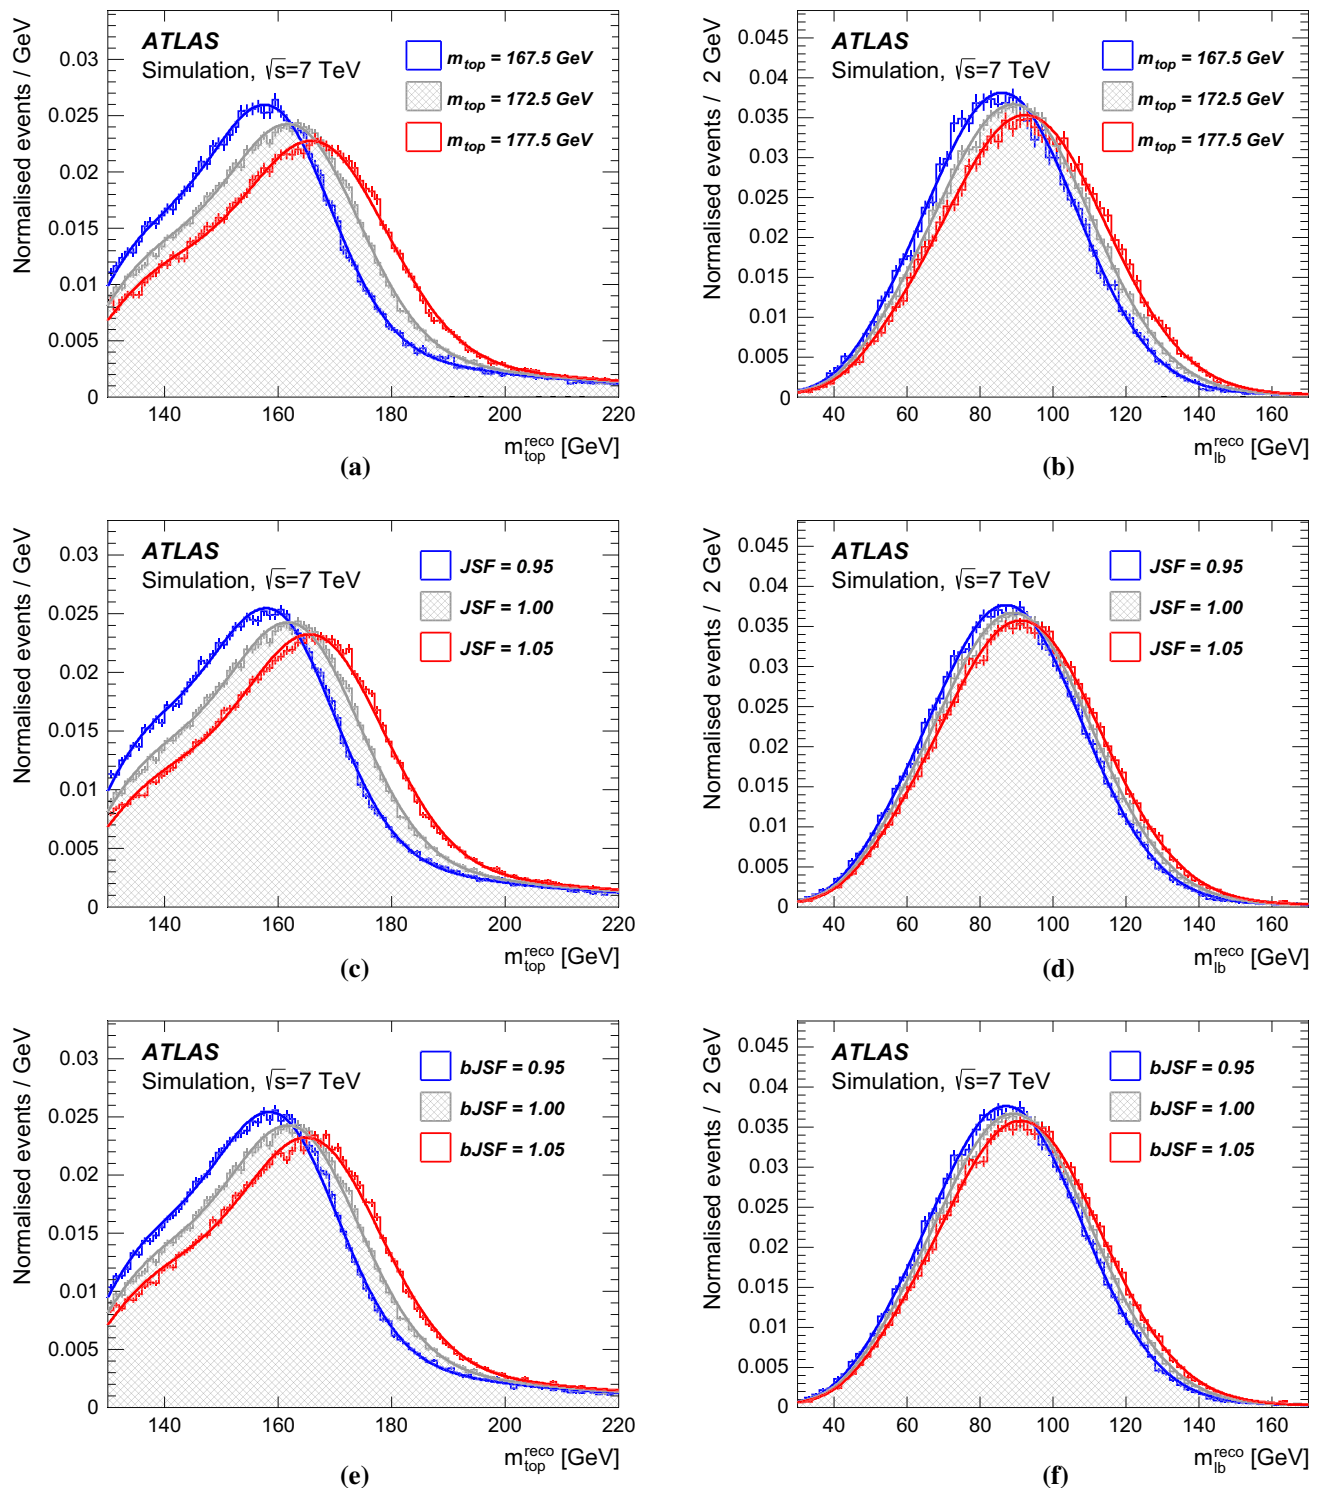 Normalised events / GeV
0.03
0.025
0.02
0.015
0.01
0.005
0
ATLAS
Simulation, √s=7 TeV
m_top = 167.5 GeV
m_top = 172.5 GeV
m_top = 177.5 GeV
140 160 180 200 220
m_top^reco [GeV]
(a)
Normalised events / 2 GeV
0.045
0.04
0.035
0.03
0.025
0.02
0.015
0.01
0.005
0
ATLAS
Simulation, √s=7 TeV
m_top = 167.5 GeV
m_top = 172.5 GeV
m_top = 177.5 GeV
40 60 80 100 120 140 160
m_lb^reco [GeV]
(b)
Normalised events / GeV
0.03
0.025
0.02
0.015
0.01
0.005
0
ATLAS
Simulation, √s=7 TeV
JSF = 0.95
JSF = 1.00
JSF = 1.05
140 160 180 200 220
m_top^reco [GeV]
(c)
Normalised events / 2 GeV
0.045
0.04
0.035
0.03
0.025
0.02
0.015
0.01
0.005
0
ATLAS
Simulation, √s=7 TeV
JSF = 0.95
JSF = 1.00
JSF = 1.05
40 60 80 100 120 140 160
m_lb^reco [GeV]
(d)
Normalised events / GeV
0.03
0.025
0.02
0.015
0.01
0.005
0
ATLAS
Simulation, √s=7 TeV
bJSF = 0.95
bJSF = 1.00
bJSF = 1.05
140 160 180 200 220
m_top^reco [GeV]
(e)
Normalised events / 2 GeV
0.045
0.04
0.035
0.03
0.025
0.02
0.015
0.01
0.005
0
ATLAS
Simulation, √s=7 TeV
bJSF = 0.95
bJSF = 1.00
bJSF = 1.05
40 60 80 100 120 140 160
m_lb^reco [GeV]
(f)